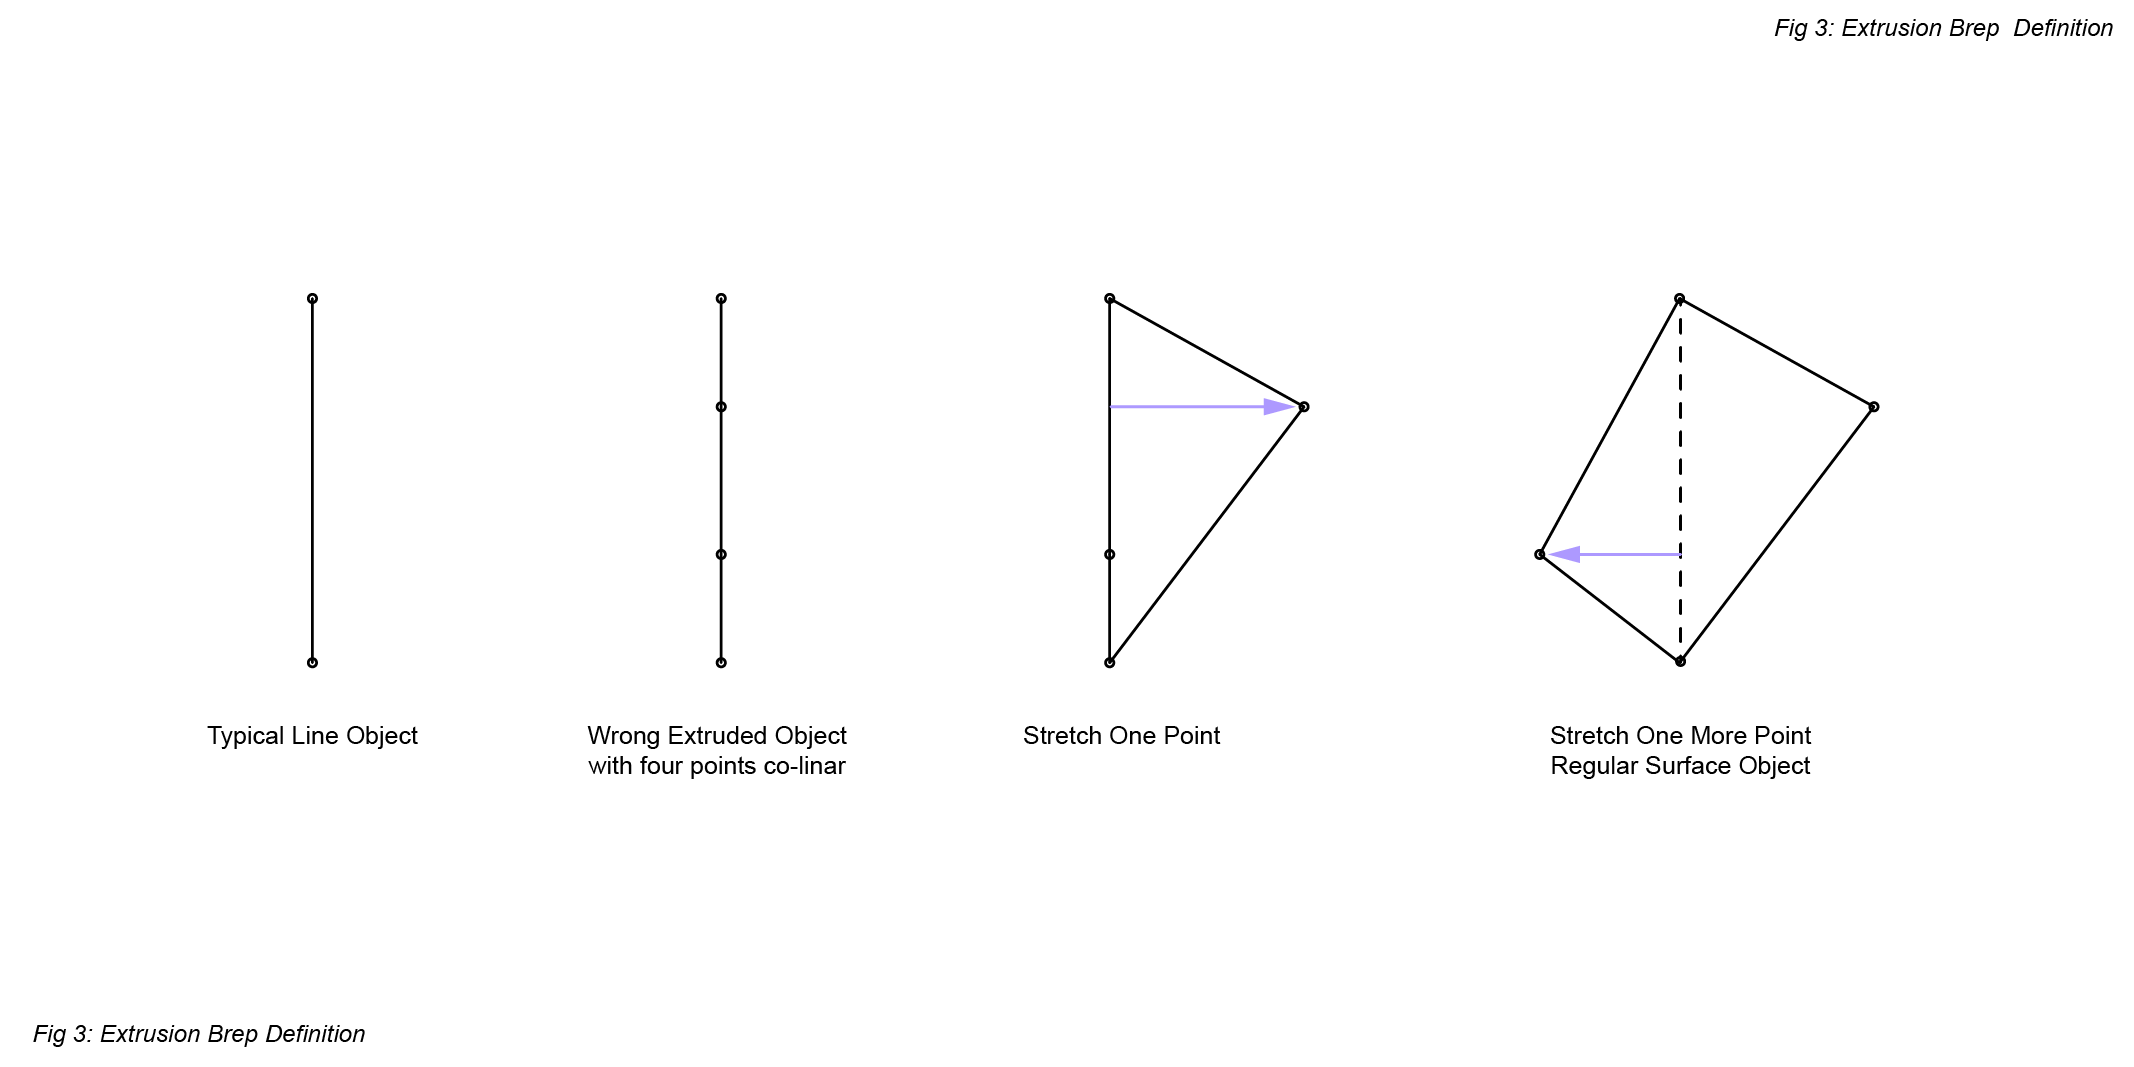 Fig 3: Extrusion Brep  Definition
Typical Line Object
Wrong Extruded Object
with four points co-linar
Stretch One Point
Stretch One More Point
Regular Surface Object
Fig 3: Extrusion Brep Definition